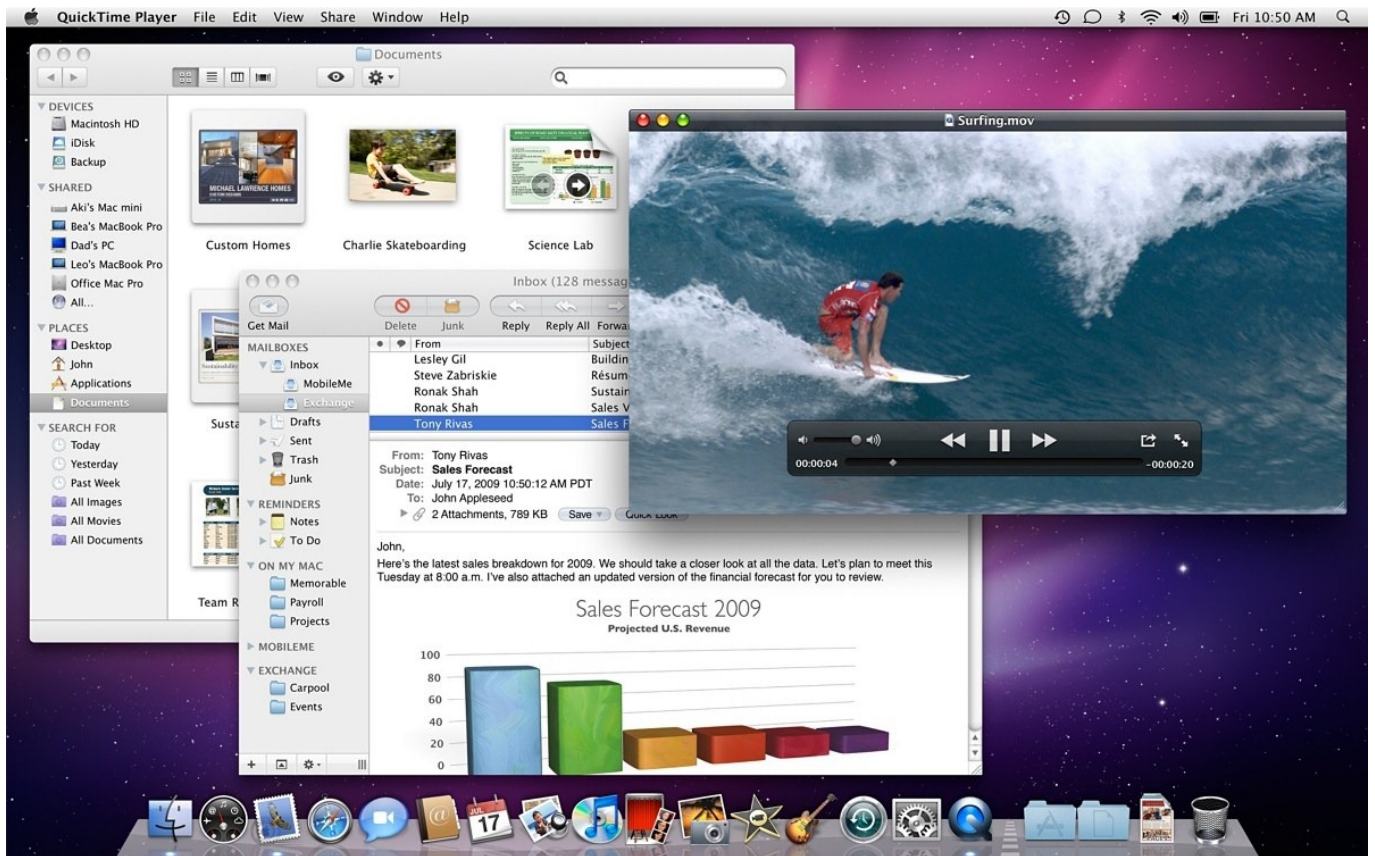 QuickTime Player File Edit View Share Window Help Fri 10:50 AM
Documents
DEVICES
Macintosh HD
iDisk
Backup
SHARED
Aki's Mac mini
Bea's MacBook Pro
Dad's PC
Leo's MacBook Pro
Office Mac Pro
All...
PLACES
Desktop
John
Applications
Documents
SEARCH FOR
Today
Yesterday
Past Week
All Images
All Movies
All Documents
MICHAEL LAWRENCE HOMES
Custom Homes
Charlie Skateboarding
Science Lab
Susta
Team R
Inbox (128 messag
Get Mail
Delete Junk Reply Reply All Forwa
MAILBOXES
Inbox
MobileMe
Exchange
Drafts
Sent
Trash
Junk
REMINDERS
Notes
To Do
ON MY MAC
Memorable
Payroll
Projects
MOBILEME
EXCHANGE
Carpool
Events
From Subject
Lesley Gil Buildin
Steve Zabriskie Résum
Ronak Shah Sustain
Ronak Shah Sales V
Tony Rivas Sales F
From: Tony Rivas
Subject: Sales Forecast
Date: July 17, 2009 10:50:12 AM PDT
To: John Appleseed
2 Attachments, 789 KB Save Quick Look
John,
Here's the latest sales breakdown for 2009. We should take a closer look at all the data. Let's plan to meet this
Tuesday at 8:00 a.m. I've also attached an updated version of the financial forecast for you to review.
Sales Forecast 2009
Projected U.S. Revenue
100
80
60
40
20
0
Surfing.mov
00:00:04 -00:00:20
JUL
17